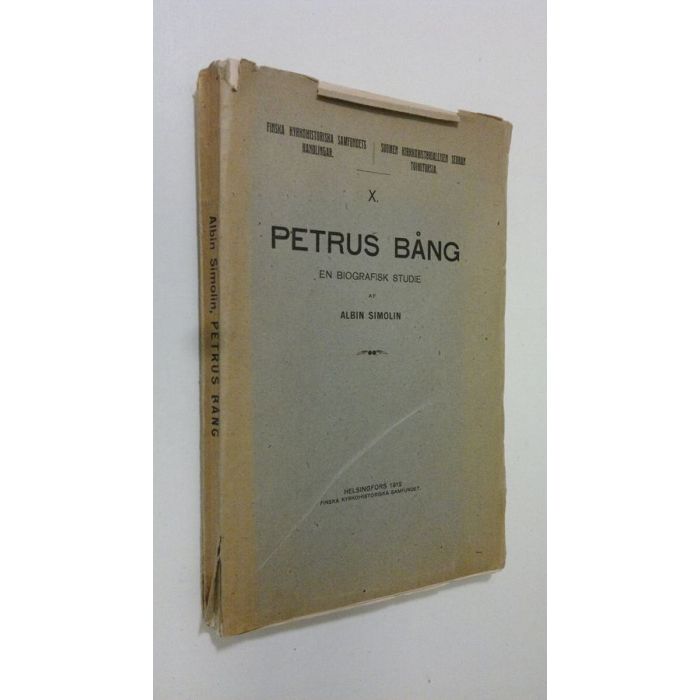 FINSKA KYRKOHISTORISKA SAMFUNDETS
HANDLINGAR.
SUOMEN KIRKKOHISTORIALLISEN SEURAN
TOIMITUKSIA.
X.
PETRUS BÅNG
EN BIOGRAFISK STUDIE
AF
ALBIN SIMOLIN
HELSINGFORS 1912
FINSKA KYRKOHISTORISKA SAMFUNDET.
Albin Simolin, PETRUS BÅNG